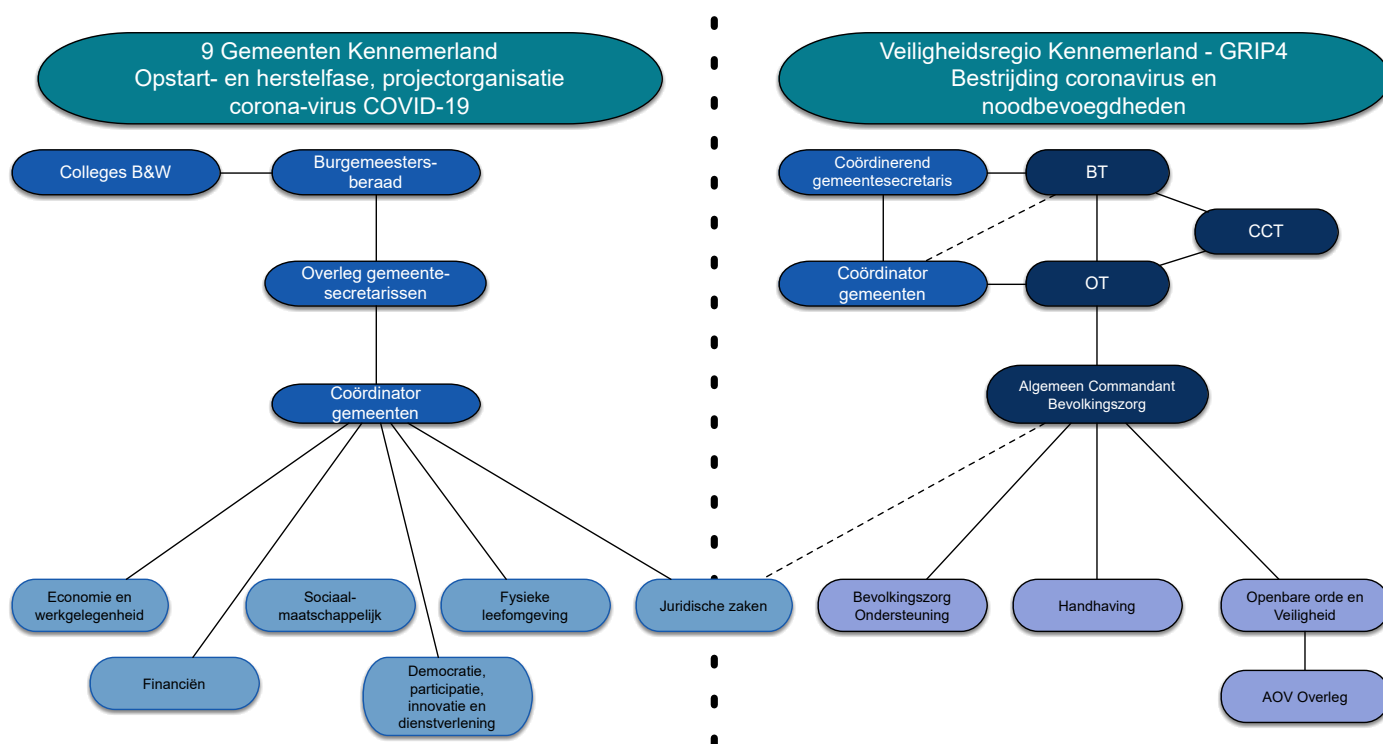 9 Gemeenten Kennemerland
Opstart- en herstelfase, projectorganisatie
corona-virus COVID-19
Colleges B&W
Burgemeesters-
beraad
Overleg gemeente-
secretarissen
Coördinator
gemeenten
Economie en
werkgelegenheid
Sociaal-
maatschappelijk
Fysieke
leefomgeving
Juridische zaken
Financiën
Democratie,
participatie,
innovatie en
dienstverlening
Veiligheidsregio Kennemerland - GRIP4
Bestrijding coronavirus en
noodbevoegdheden
Coördinerend
gemeentesecretaris
BT
CCT
Coördinator
gemeenten
OT
Algemeen Commandant
Bevolkingszorg
Bevolkingzorg
Ondersteuning
Handhaving
Openbare orde en
Veiligheid
AOV Overleg